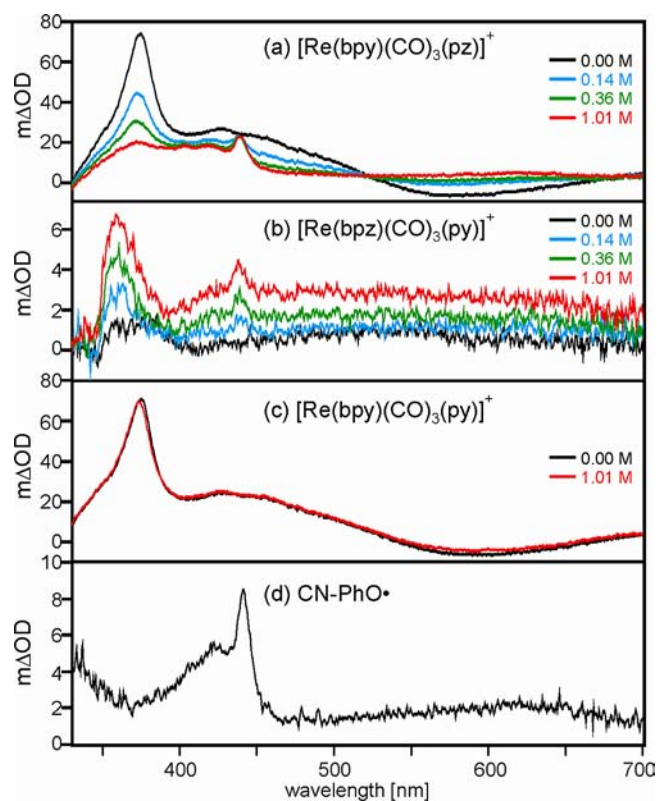 80
(a) [Re(bpy)(CO)3(pz)]+
60
0.00 M
0.14 M
40
0.36 M
1.01 M
20
0
mΔOD
(b) [Re(bpz)(CO)3(py)]+
6
0.00 M
0.14 M
4
0.36 M
1.01 M
2
0
mΔOD
80
(c) [Re(bpy)(CO)3(py)]+
60
0.00 M
1.01 M
40
20
0
mΔOD
10
(d) CN-PhO•
8
6
4
2
0
mΔOD
400 500 600 700
wavelength [nm]